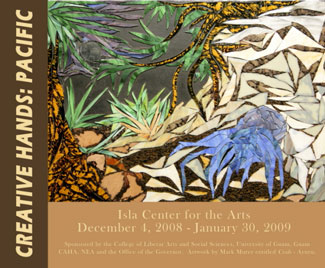 CREATIVE HANDS: PACIFIC
Isla Center for the Arts
December 4, 2008 - January 30, 2009
Sponsored by the College of Liberal Arts and Social Sciences, University of Guam, Guam
CAHA, NEA and the Office of the Governor. Artwork by Mark Mutter entitled Crab-